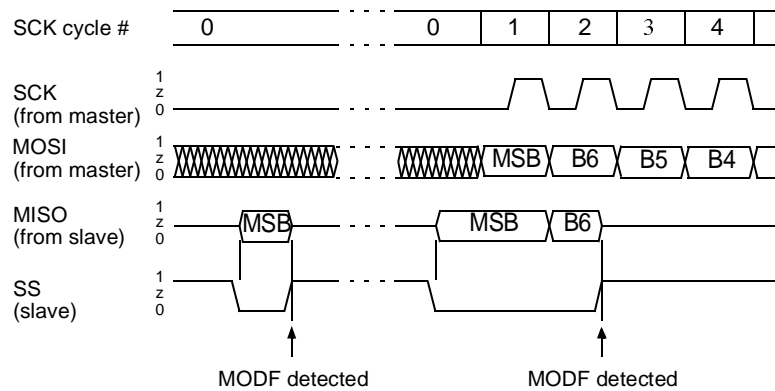 SCK cycle # 0 0 1 2 3 4
SCK
(from master)
1
z
0
MOSI
(from master)
1
z
0
MSB B6 B5 B4
MISO
(from slave)
1
z
0
MSB MSB B6
SS
(slave)
1
z
0
MODF detected MODF detected